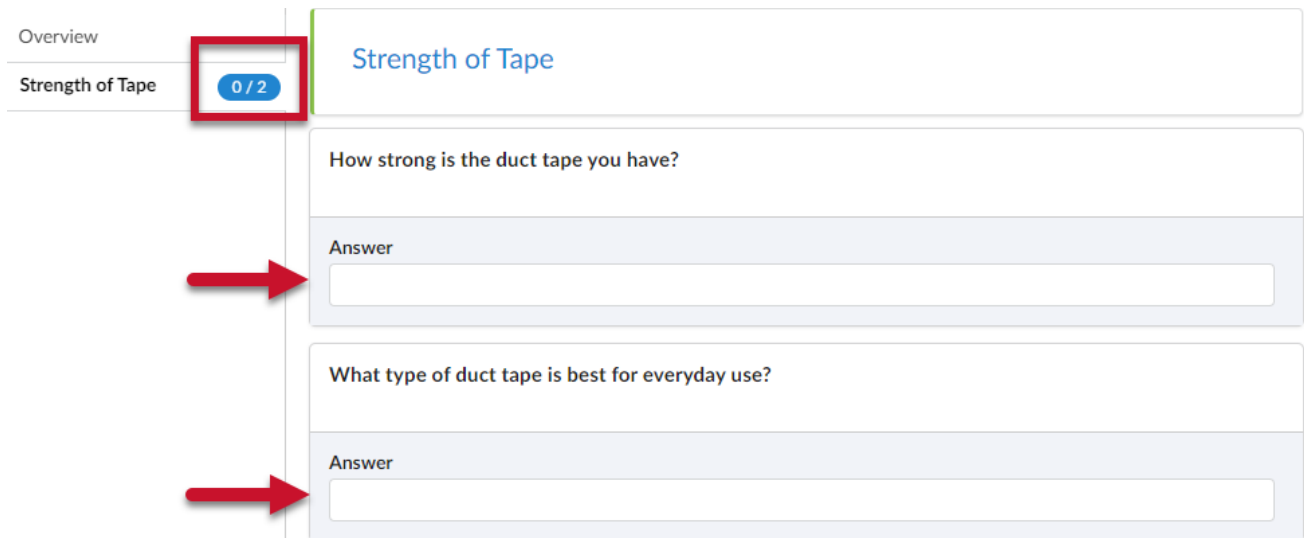 Overview
Strength of Tape
0 / 2
Strength of Tape
How strong is the duct tape you have?
Answer
What type of duct tape is best for everyday use?
Answer